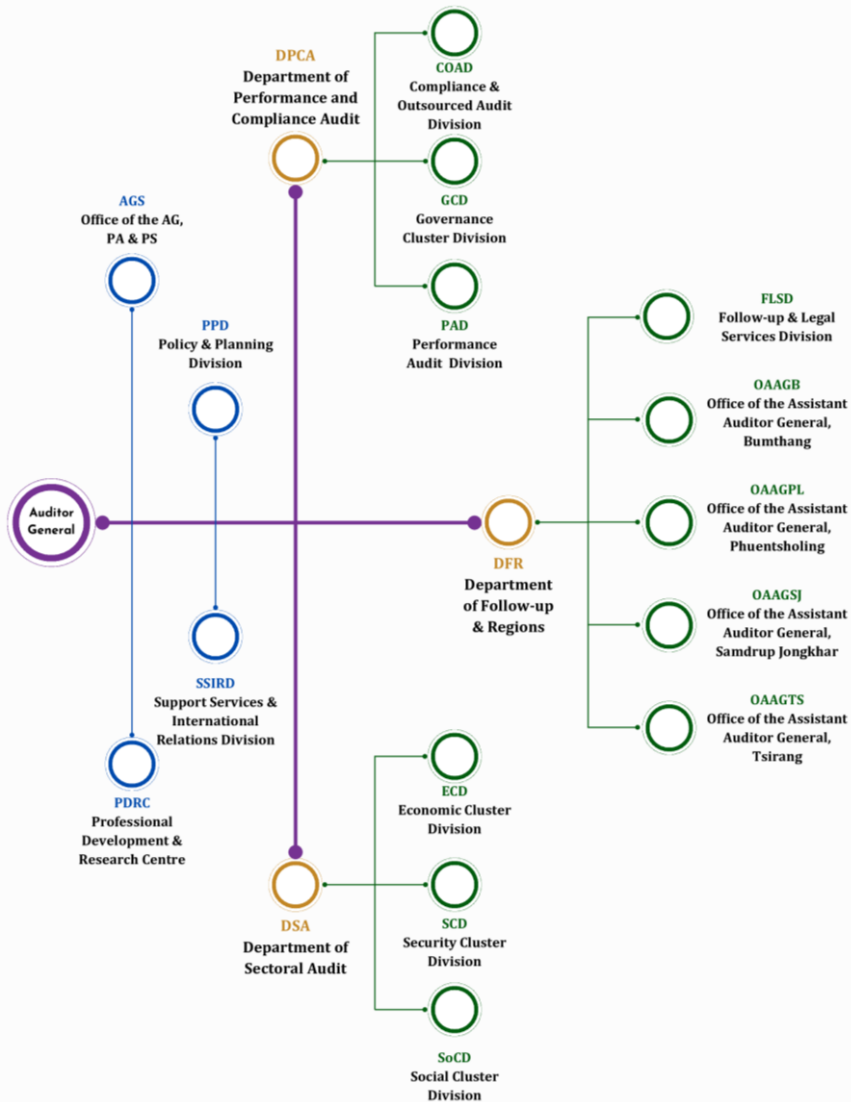 DPCA
Department of
Performance and
Compliance Audit
COAD
Compliance &
Outsourced Audit
Division
GCD
Governance
Cluster Division
PAD
Performance
Audit Division
AGS
Office of the AG,
PA & PS
PPD
Policy & Planning
Division
Auditor
General
SSIRD
Support Services &
International
Relations Division
PDRC
Professional
Development &
Research Centre
DFR
Department
of Follow-up
& Regions
FLSD
Follow-up & Legal
Services Division
OAAGB
Office of the Assistant
Auditor General,
Bumthang
OAAGPL
Office of the Assistant
Auditor General,
Phuentsholing
OAAGSJ
Office of the Assistant
Auditor General,
Samdrup Jongkhar
OAAGTS
Office of the Assistant
Auditor General,
Tsirang
DSA
Department of
Sectoral Audit
ECD
Economic Cluster
Division
SCD
Security Cluster
Division
SoCD
Social Cluster
Division